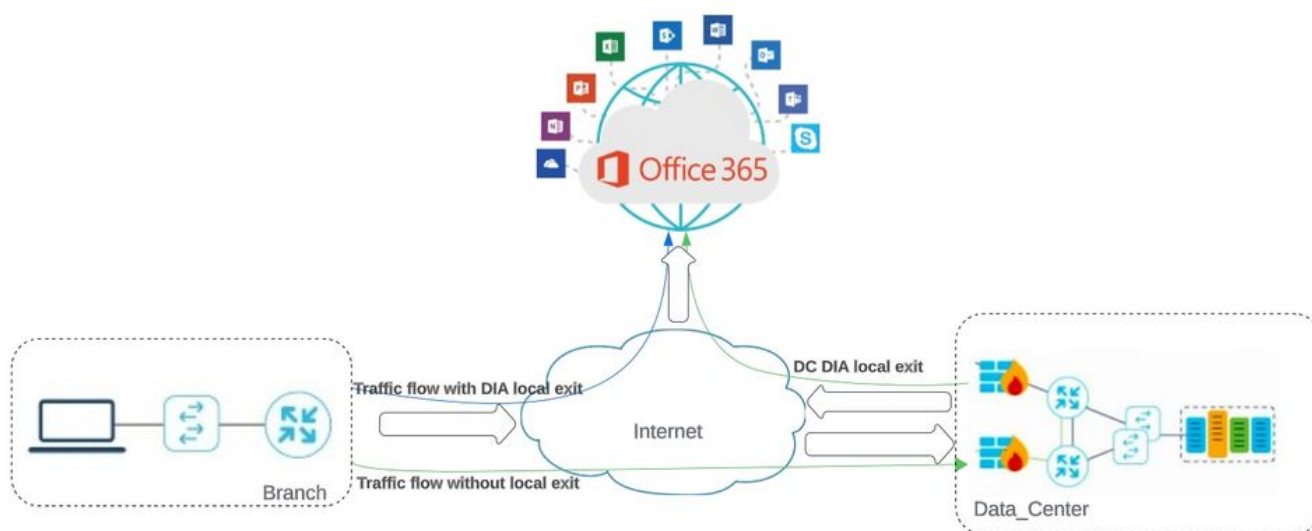 Office 365
DC DIA local exit
Traffic flow with DIA local exit
Internet
Traffic flow without local exit
Branch
Data_Center